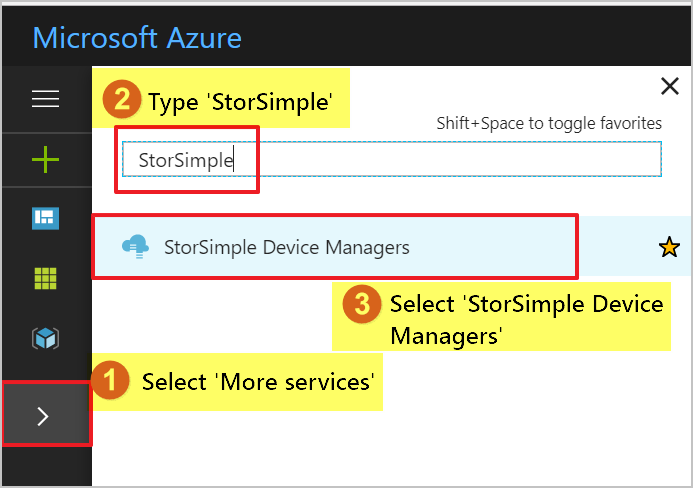 Microsoft Azure
2 Type 'StorSimple'
Shift+Space to toggle favorites
StorSimple
StorSimple Device Managers
3 Select 'StorSimple Device
Managers'
1 Select 'More services'